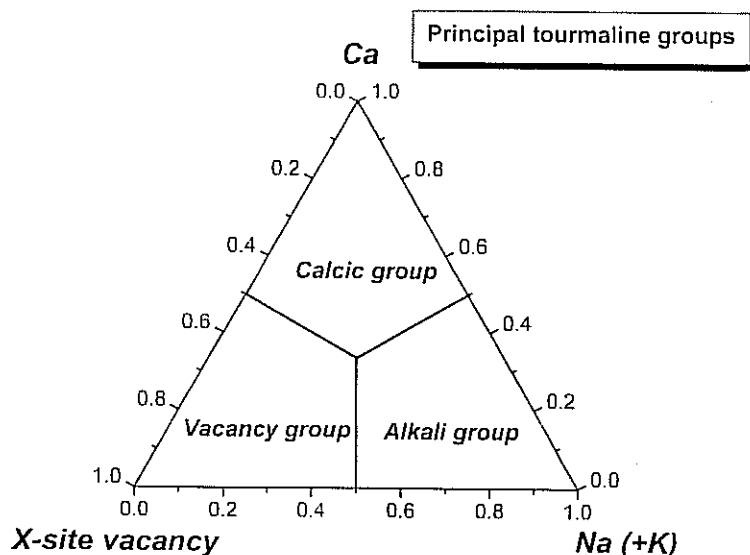 Principal tourmaline groups
Ca
0.0 1.0
0.2 0.8
0.4 0.6
Calcic group
0.6 0.4
0.8 0.2
Vacancy group Alkali group
1.0 0.0
0.0 0.2 0.4 0.6 0.8 1.0
X-site vacancy Na (+K)